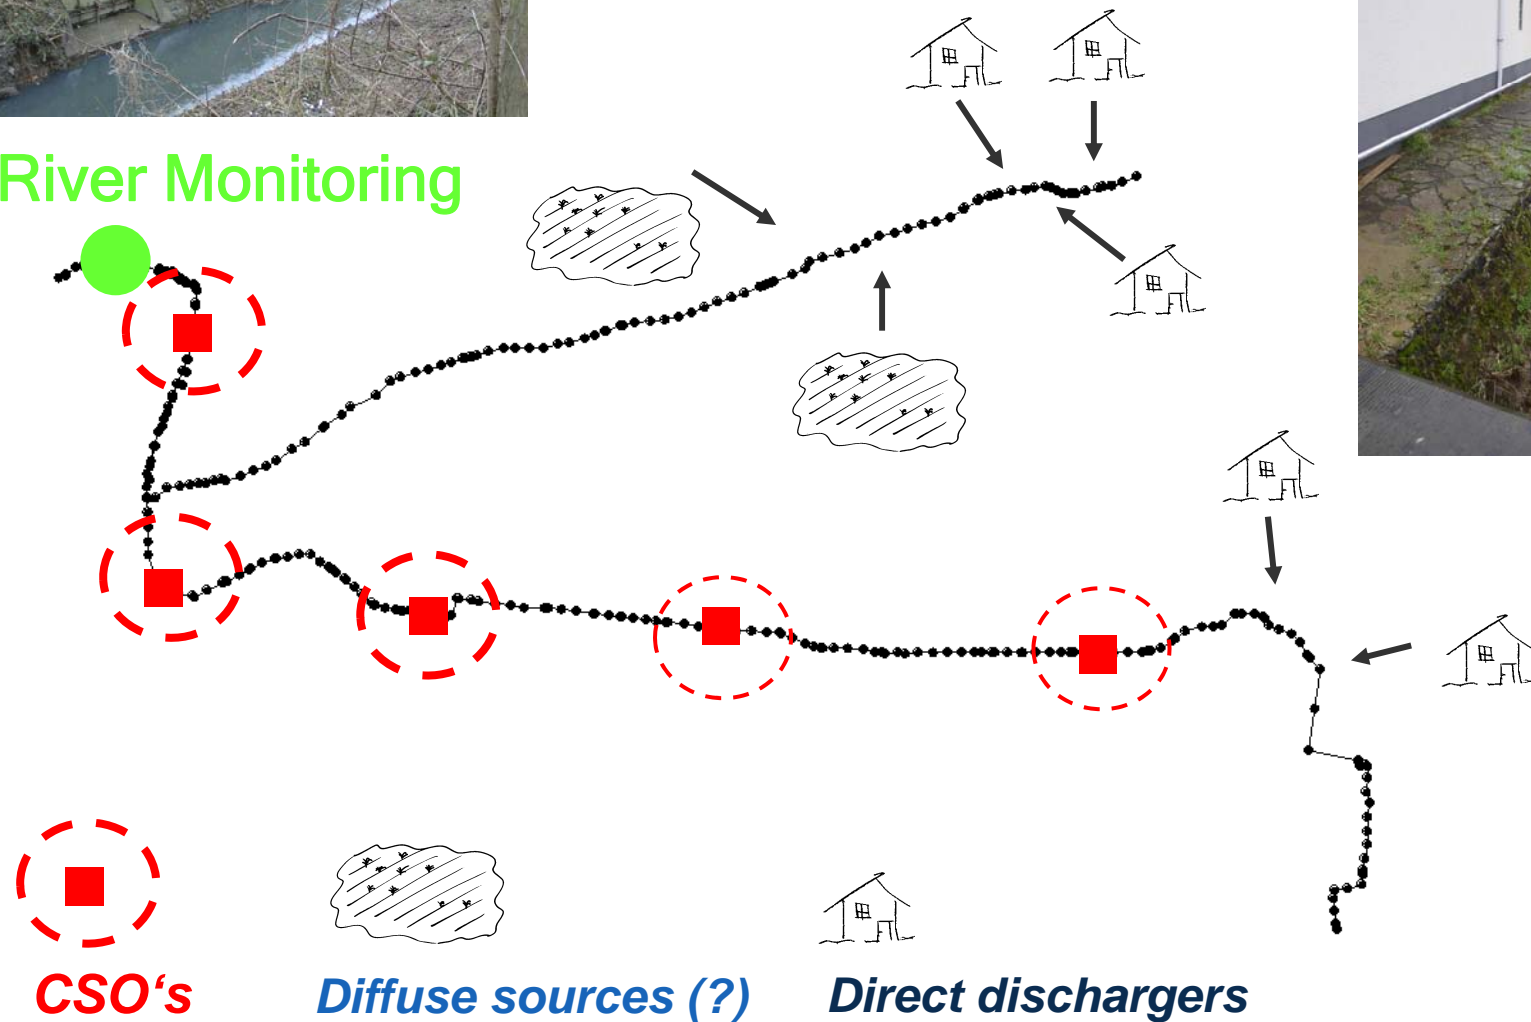 River Monitoring
CSO‘s
Diffuse sources (?)
Direct dischargers